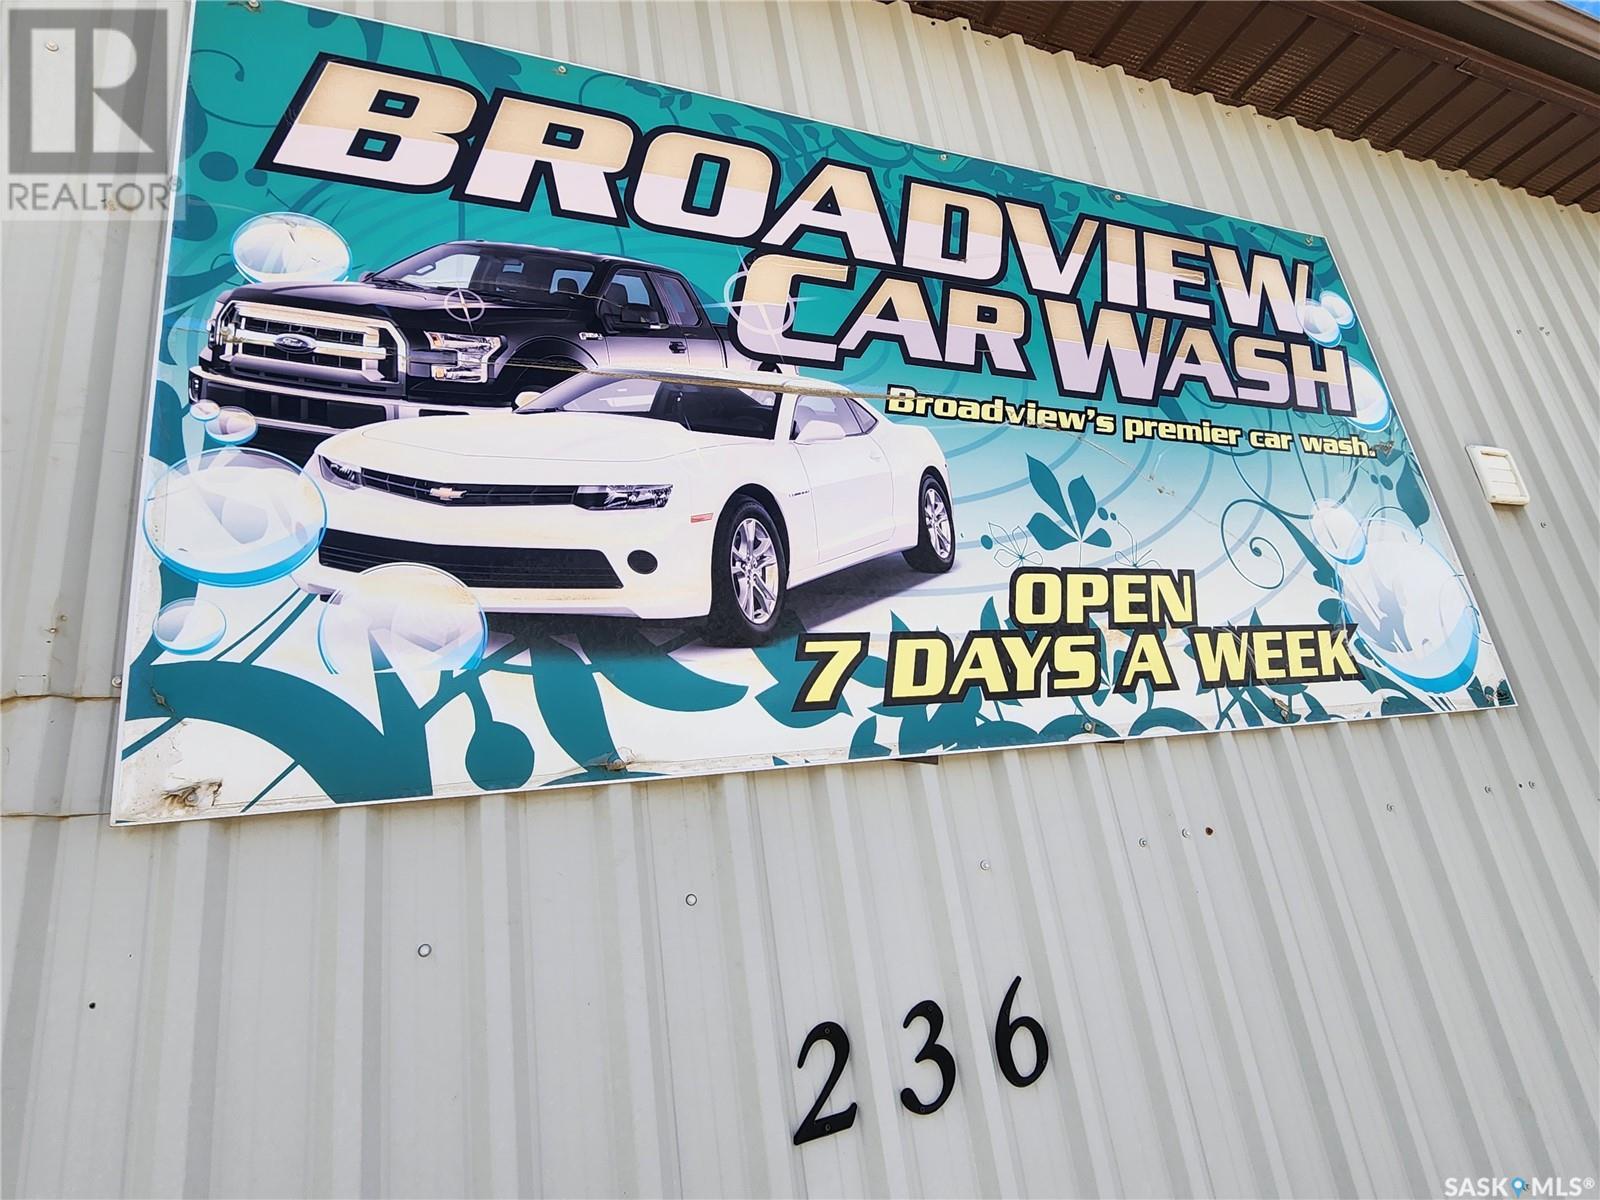 REALTOR®
BROADVIEW
CAR WASH
Broadview's premier car wash.
OPEN
7 DAYS A WEEK
236
SASK MLS®